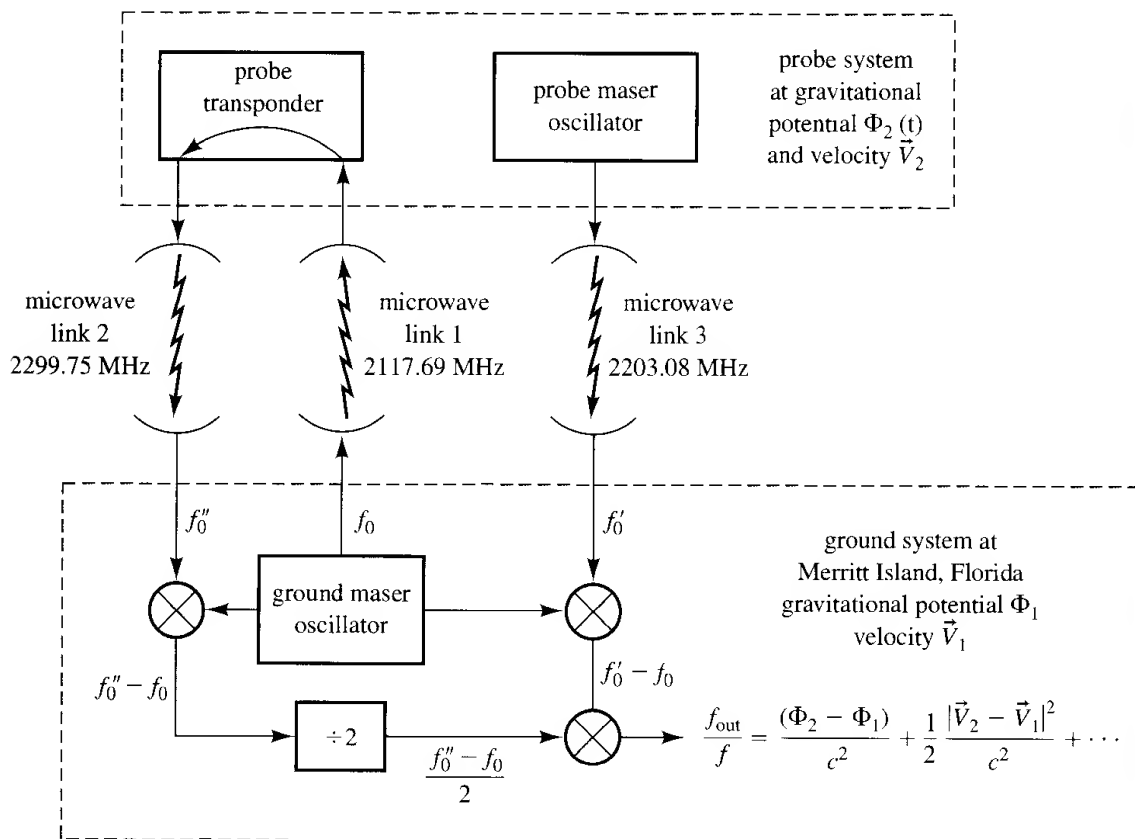 probe
transponder
probe maser
oscillator
probe system
at gravitational
potential Φ₂ (t)
and velocity V⃗₂
microwave
link 2
2299.75 MHz
microwave
link 1
2117.69 MHz
microwave
link 3
2203.08 MHz
f₀″
f₀
f₀′
ground maser
oscillator
ground system at
Merritt Island, Florida
gravitational potential Φ₁
velocity V⃗₁
f₀″ − f₀
f₀′ − f₀
÷2
(f₀″ − f₀)/2
f_out/f = (Φ₂ − Φ₁)/c² + 1/2 |V⃗₂ − V⃗₁|²/c² + ⋯